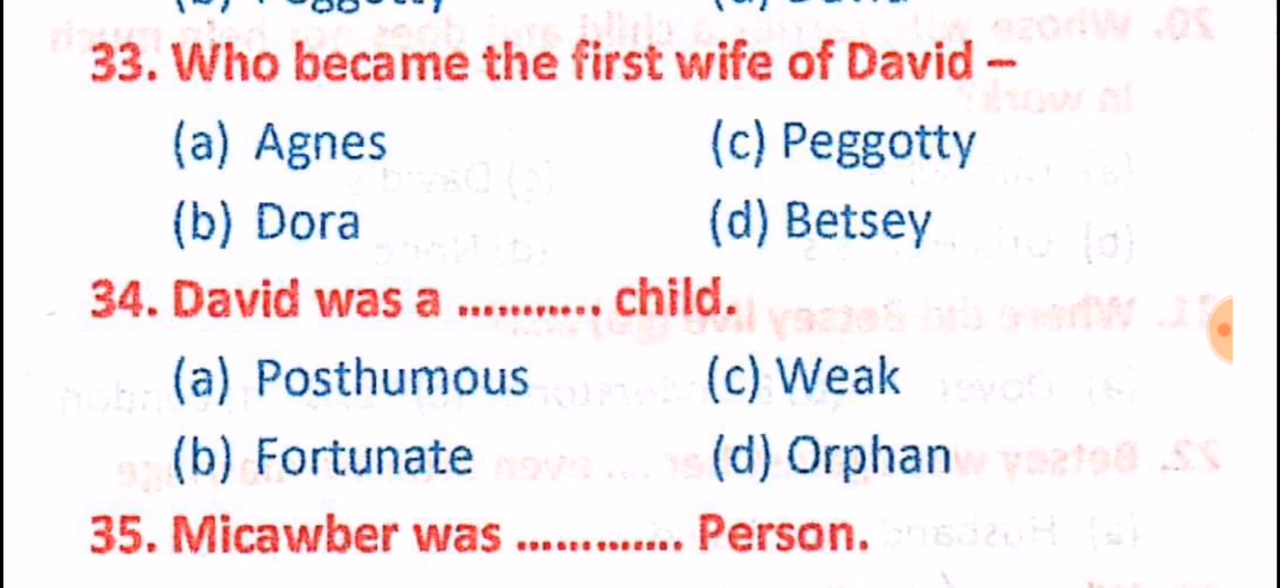 33. Who became the first wife of David –
(a) Agnes (c) Peggotty
(b) Dora (d) Betsey
34. David was a ........... child.
(a) Posthumous (c) Weak
(b) Fortunate (d) Orphan
35. Micawber was ............. Person.